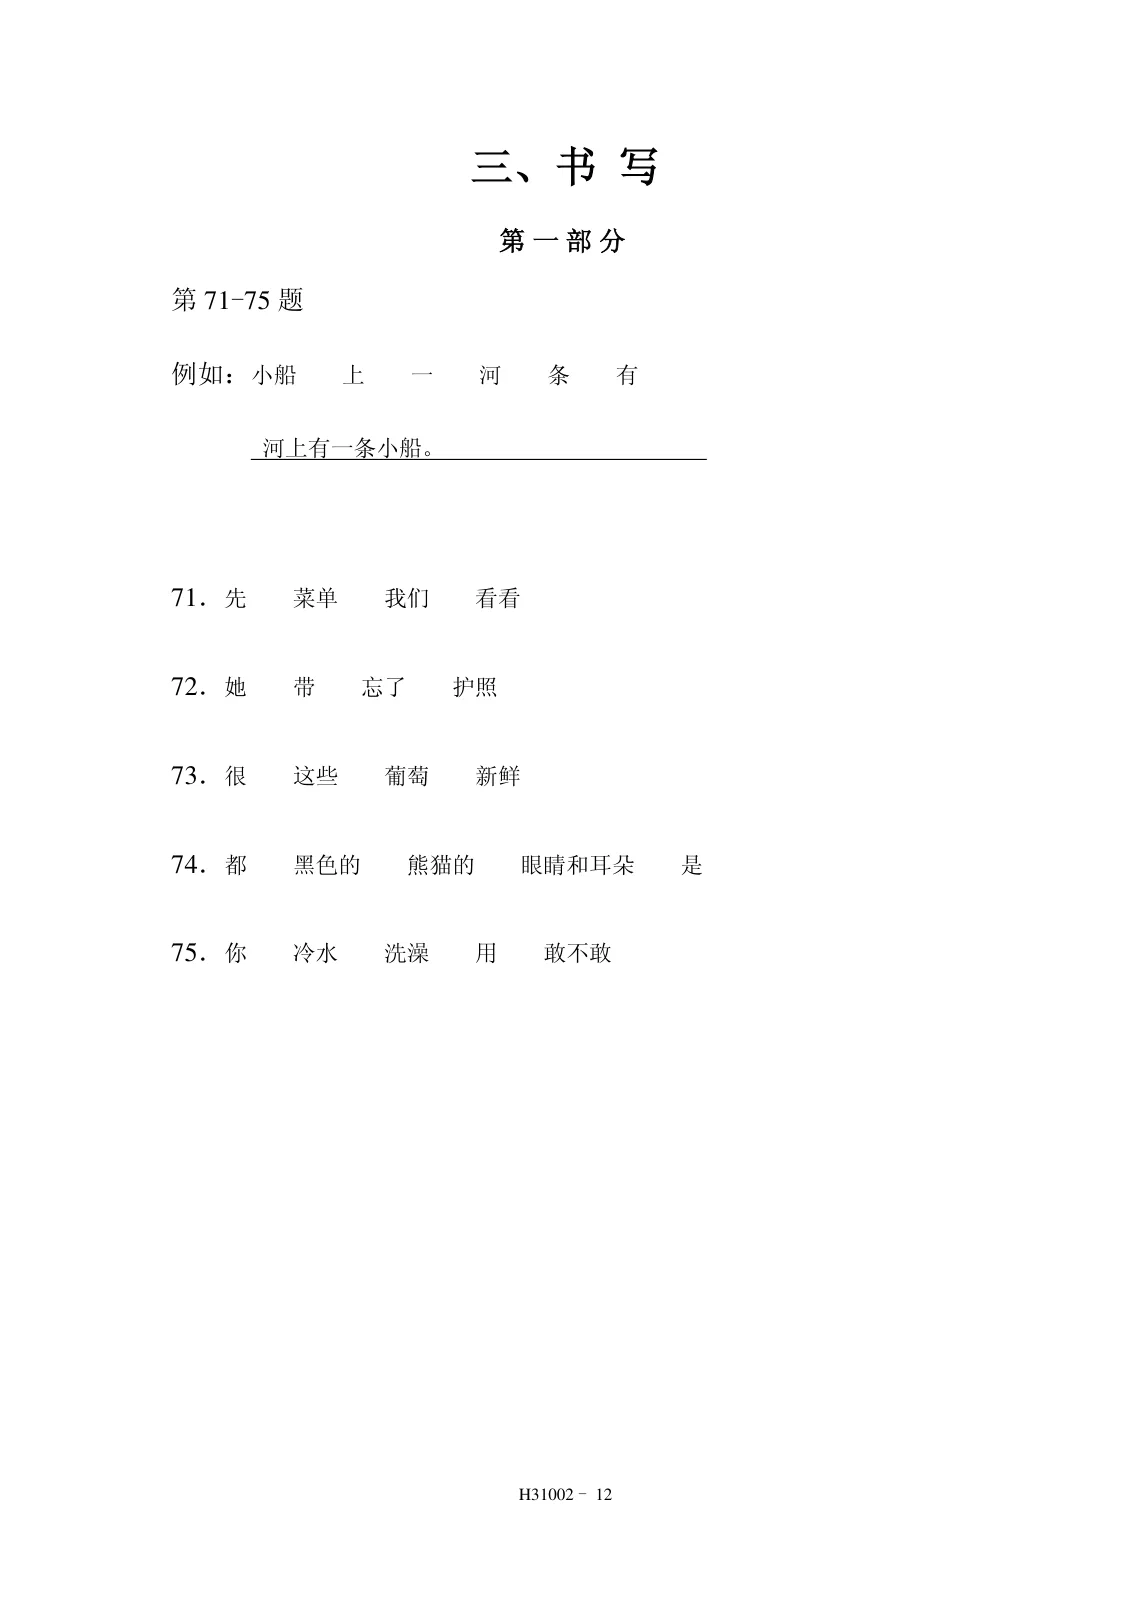 三、书 写
第 一 部 分
第 71-75 题
例如：小船 上 一 河 条 有
河上有一条小船。
71．先 菜单 我们 看看
72．她 带 忘了 护照
73．很 这些 葡萄 新鲜
74．都 黑色的 熊猫的 眼睛和耳朵 是
75．你 冷水 洗澡 用 敢不敢
H31002﹣ 12